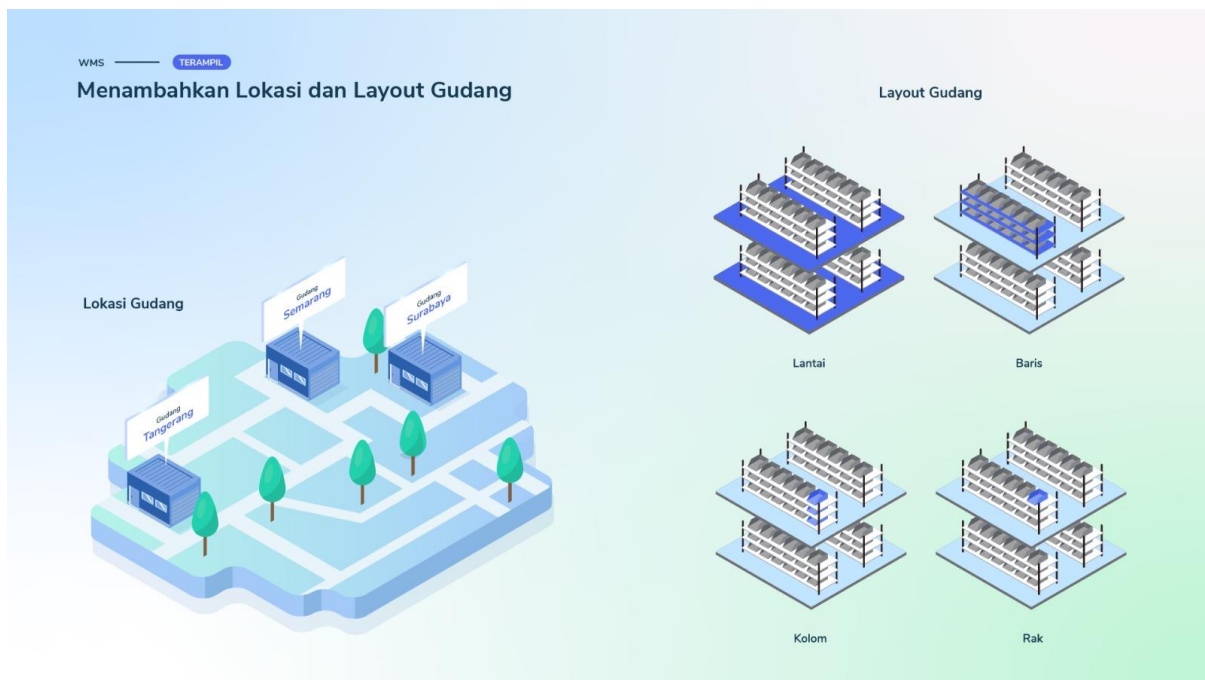 WMS
TERAMPIL
Menambahkan Lokasi dan Layout Gudang
Lokasi Gudang
Gudang
Semarang
Gudang
Surabaya
Gudang
Tangerang
Layout Gudang
Lantai
Baris
Kolom
Rak